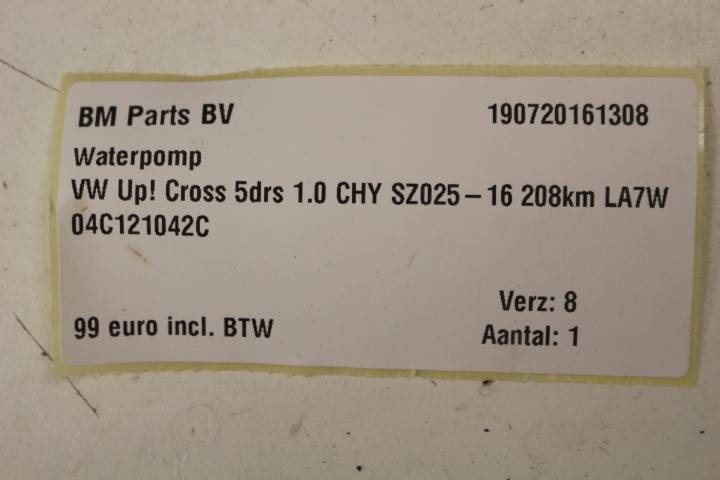 BM Parts BV 190720161308
Waterpomp
VW Up! Cross 5drs 1.0 CHY SZ025-16 208km LA7W
04C121042C
Verz: 8
99 euro incl. BTW
Aantal: 1